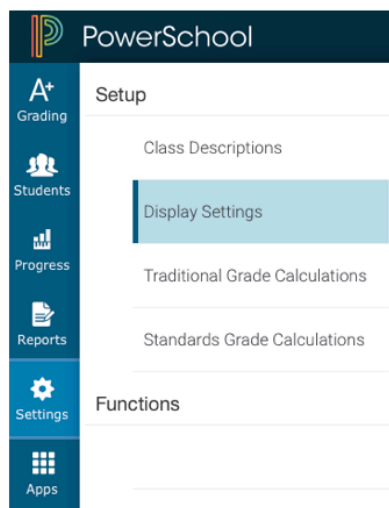 PowerSchool
A+
Grading
Students
Progress
Reports
Settings
Apps
Setup
Class Descriptions
Display Settings
Traditional Grade Calculations
Standards Grade Calculations
Functions